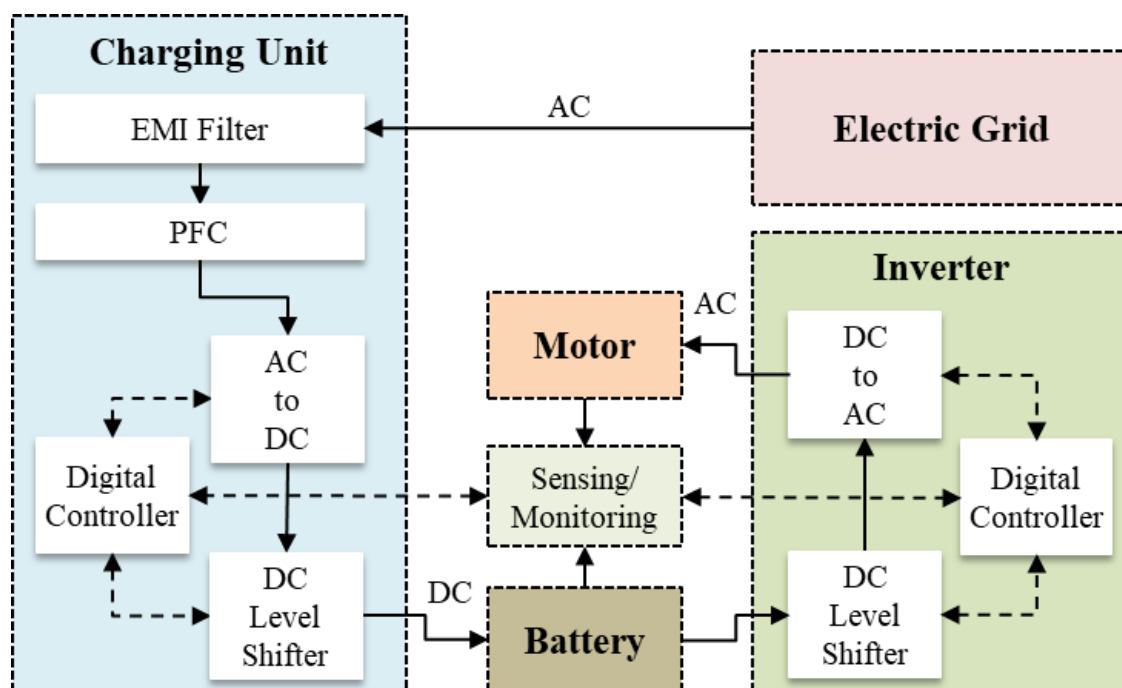 Charging Unit
EMI Filter
PFC
AC
to
DC
Digital
Controller
DC
Level
Shifter
AC
Electric Grid
DC
Motor
AC
Sensing/
Monitoring
Battery
Inverter
DC
to
AC
Digital
Controller
DC
Level
Shifter